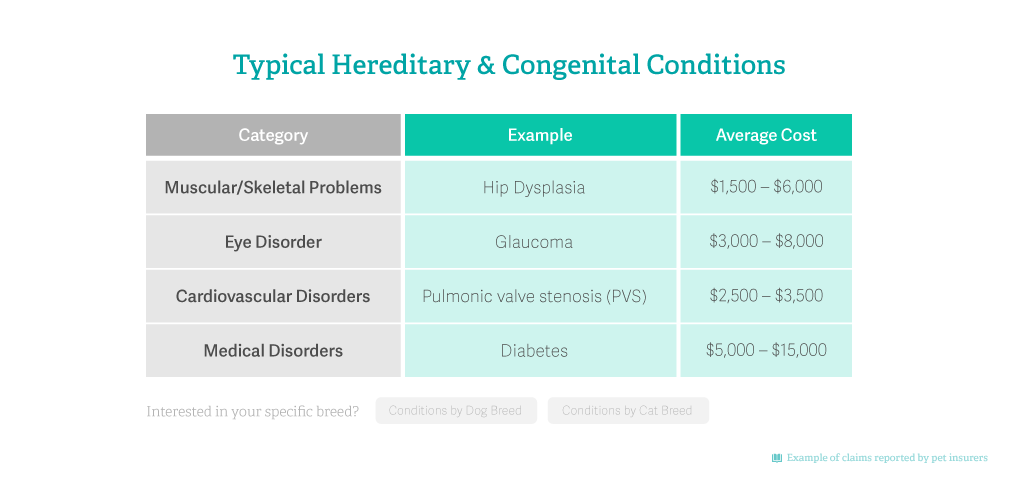 Typical Hereditary & Congenital Conditions
Category Example Average Cost
Muscular/Skeletal Problems Hip Dysplasia $1,500 – $6,000
Eye Disorder Glaucoma $3,000 – $8,000
Cardiovascular Disorders Pulmonic valve stenosis (PVS) $2,500 – $3,500
Medical Disorders Diabetes $5,000 – $15,000
Interested in your specific breed? Conditions by Dog Breed Conditions by Cat Breed
Example of claims reported by pet insurers